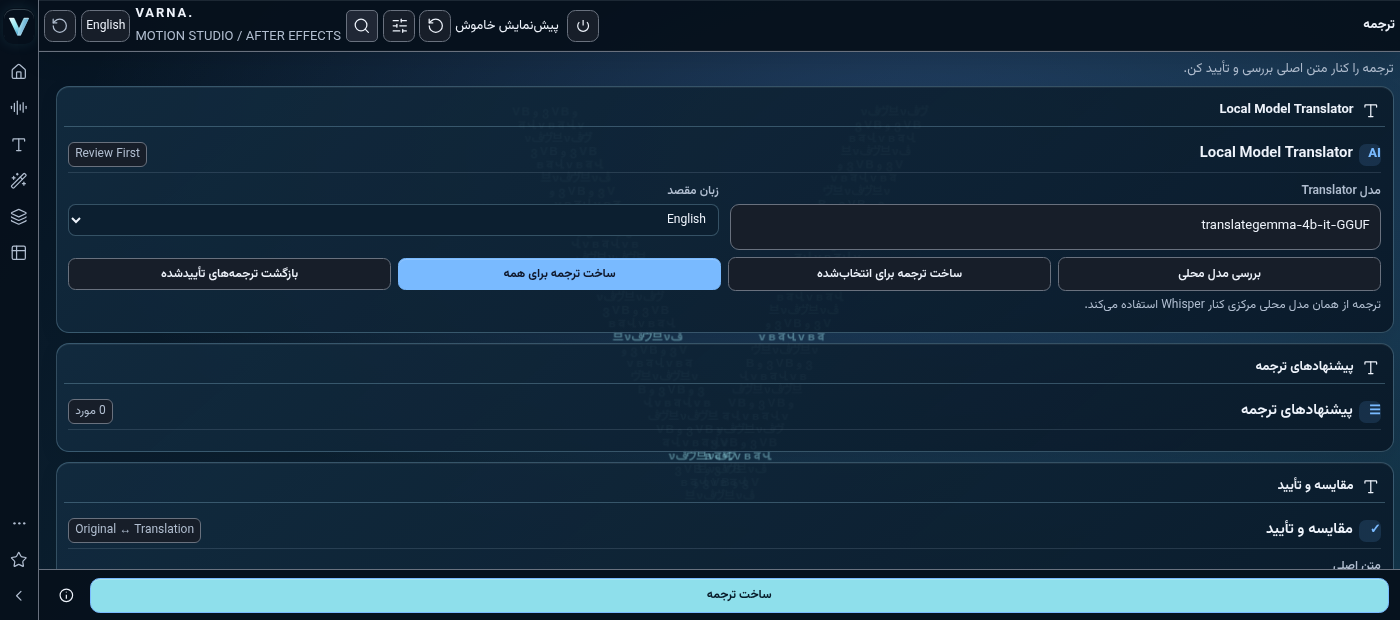 ترجمه
پیش‌نمایش خاموش
VARNA.
MOTION STUDIO / AFTER EFFECTS
English
ترجمه را کنار متن اصلی بررسی و تأیید کن.
Local Model Translator
AI Local Model Translator
Review First
مدل Translator
translategemma-4b-it-GGUF
زبان مقصد
English
بررسی مدل محلی
ساخت ترجمه برای انتخاب‌شده
ساخت ترجمه برای همه
بازگشت ترجمه‌های تأییدشده
ترجمه از همان مدل محلی مرکزی کنار Whisper استفاده می‌کند.
پیشنهادهای ترجمه
پیشنهادهای ترجمه
0 مورد
مقایسه و تأیید
مقایسه و تأیید
Original ↔ Translation
متن اصلی
ساخت ترجمه